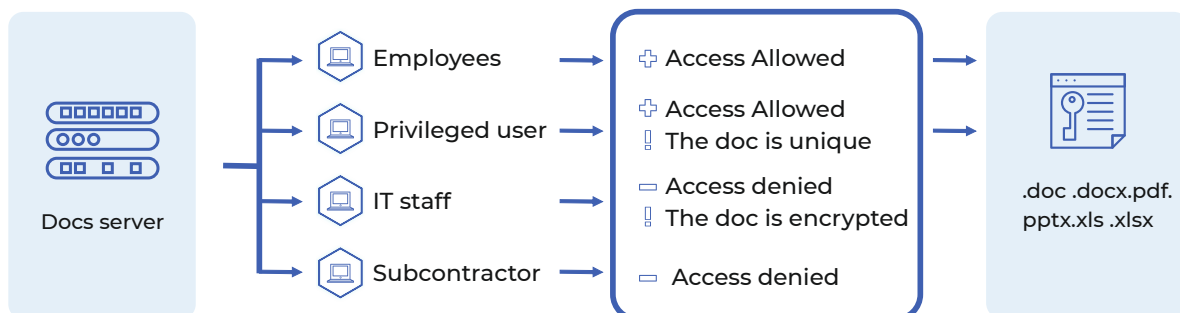 Docs server
Employees
Privileged user
IT staff
Subcontractor
Access Allowed
Access Allowed
! The doc is unique
Access denied
! The doc is encrypted
Access denied
.doc .docx.pdf.
pptx.xls .xlsx